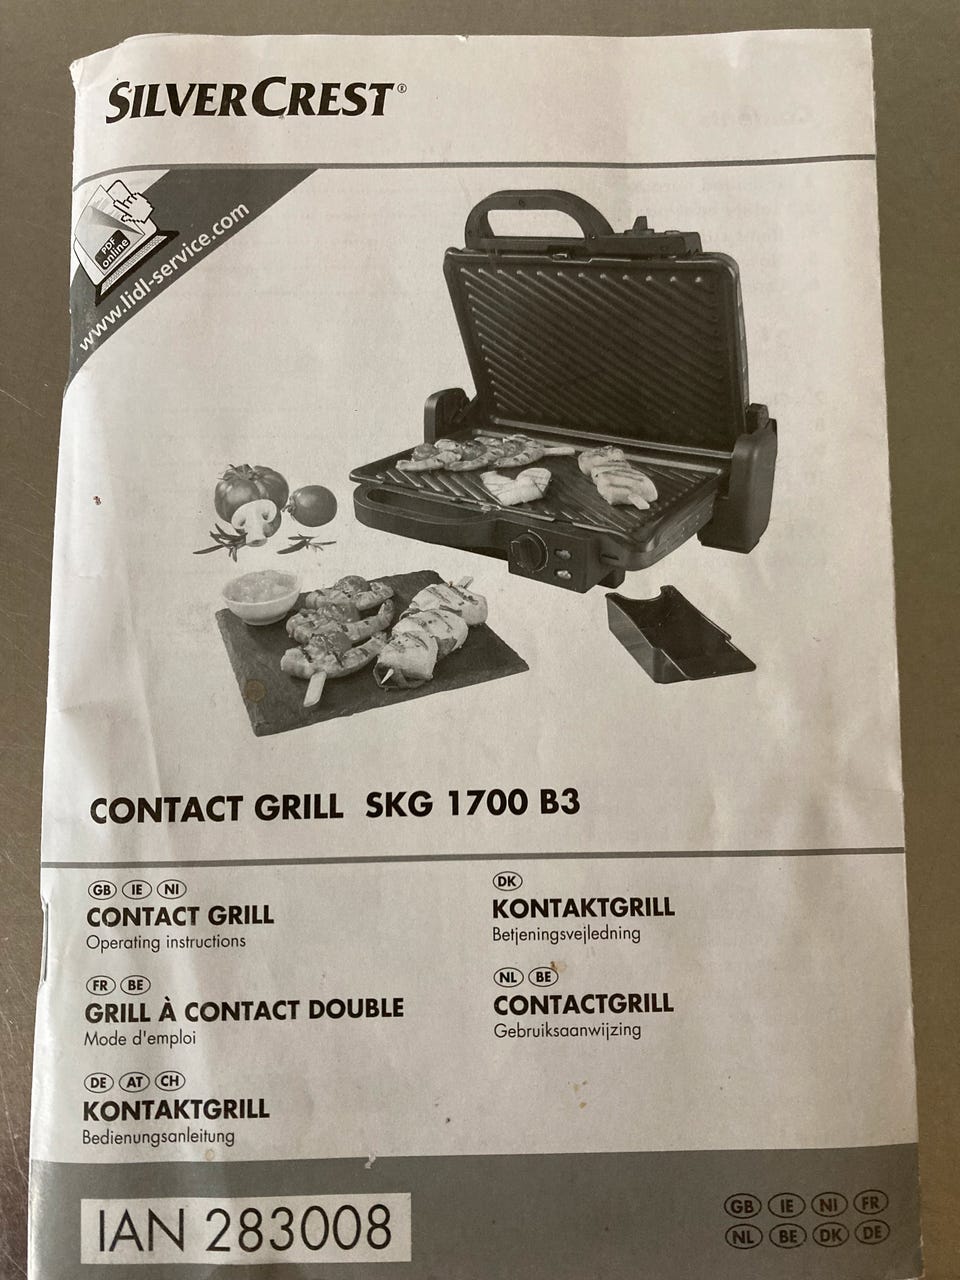 SILVERCREST®
PDF
online
www.lidl-service.com
CONTACT GRILL SKG 1700 B3
GB IE NI
CONTACT GRILL
Operating instructions
FR BE
GRILL À CONTACT DOUBLE
Mode d'emploi
DE AT CH
KONTAKTGRILL
Bedienungsanleitung
DK
KONTAKTGRILL
Betjeningsvejledning
NL BE
CONTACTGRILL
Gebruiksaanwijzing
IAN 283008
GB IE NI FR
NL BE DK DE